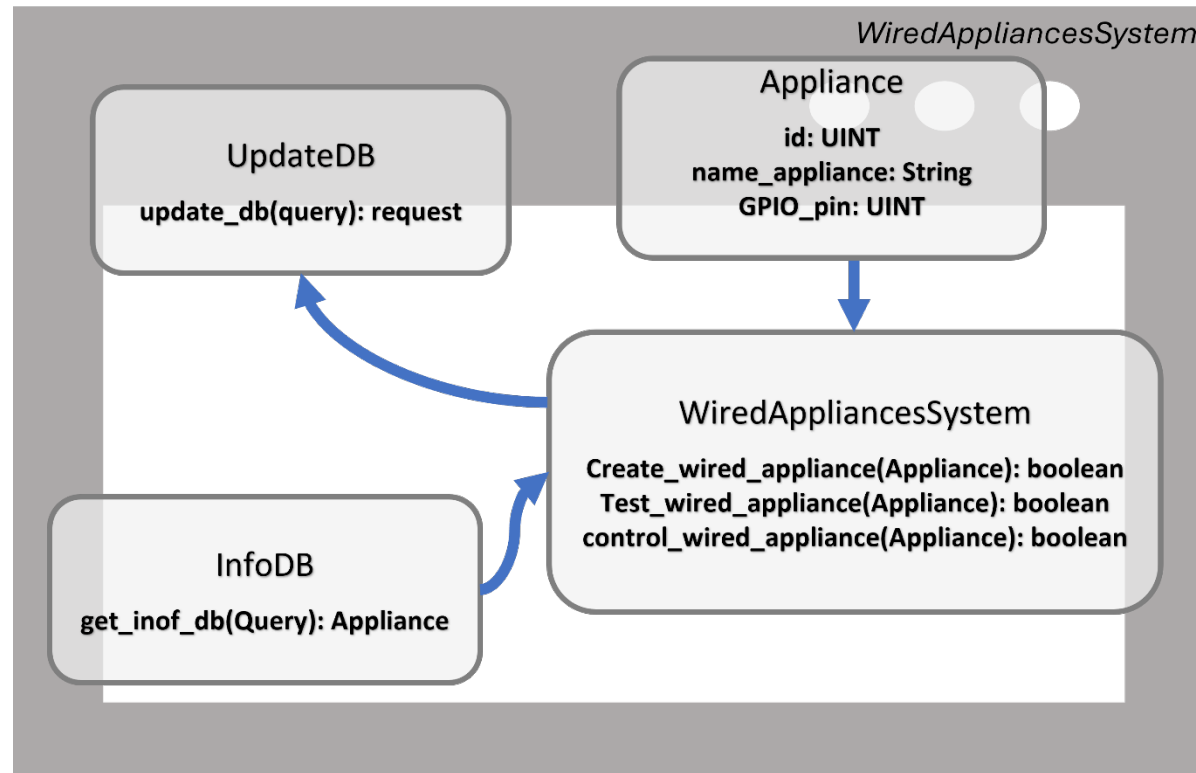 WiredAppliancesSystem
Appliance
id: UINT
name_appliance: String
GPIO_pin: UINT
UpdateDB
update_db(query): request
WiredAppliancesSystem
Create_wired_appliance(Appliance): boolean
Test_wired_appliance(Appliance): boolean
control_wired_appliance(Appliance): boolean
InfoDB
get_inof_db(Query): Appliance